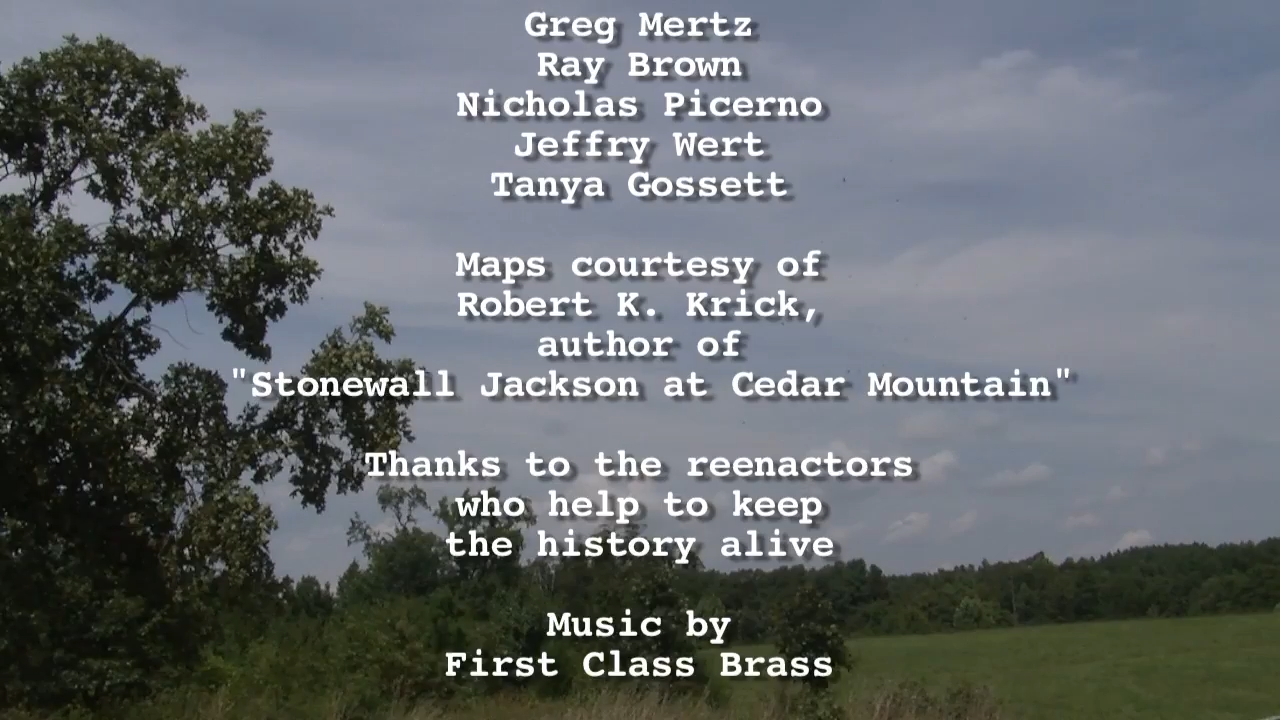 Greg Mertz
Ray Brown
Nicholas Picerno
Jeffry Wert
Tanya Gossett
Maps courtesy of
Robert K. Krick,
author of
"Stonewall Jackson at Cedar Mountain"
Thanks to the reenactors
who help to keep
the history alive
Music by
First Class Brass